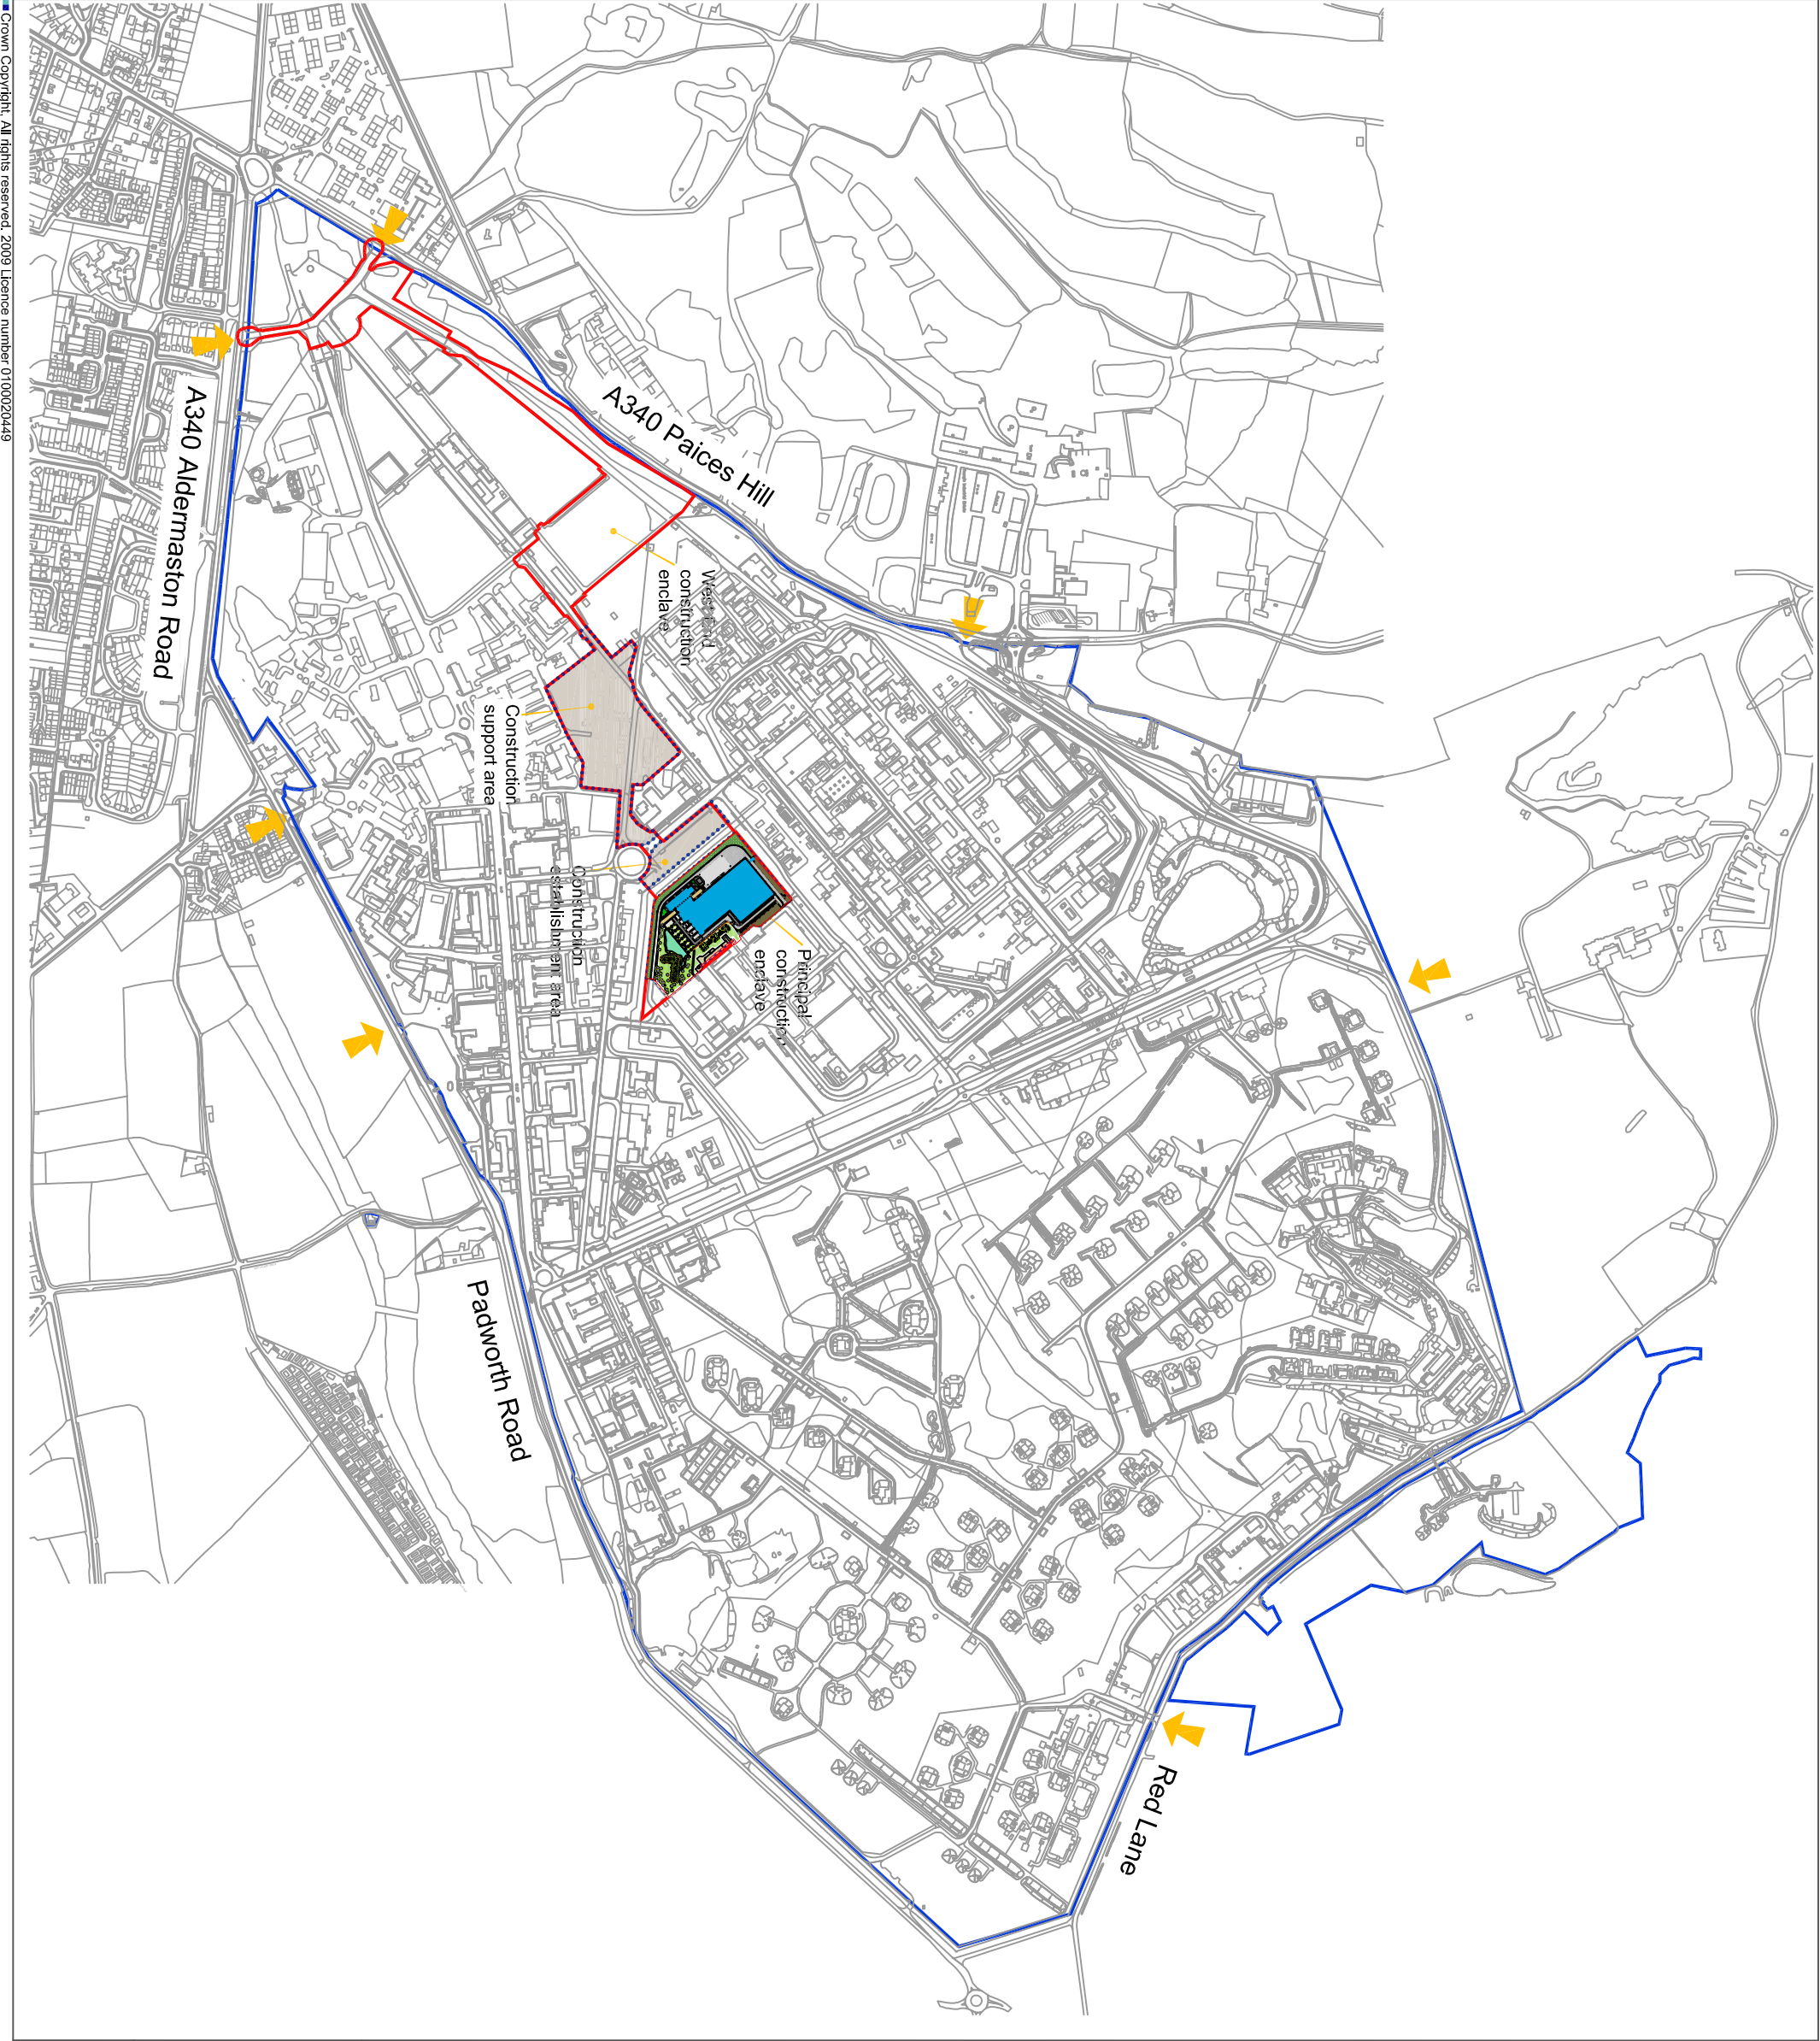 A340 Paices Hill
A340 Aldermaston Road
West End
construction
enclave
Construction
support area
Construction
establishment area
Principal
construction
enclave
Padworth Road
Red Lane
Crown Copyright. All rights reserved. 2009 Licence number 0100020449